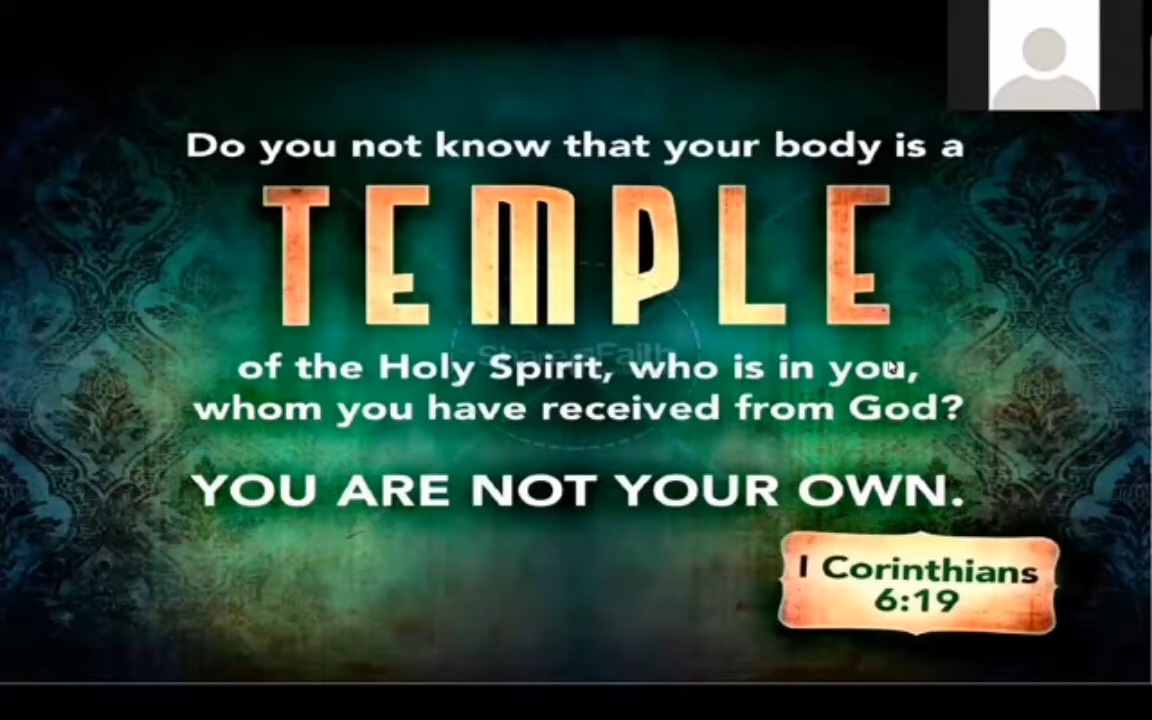 Do you not know that your body is a
TEMPLE
of the Holy Spirit, who is in you,
whom you have received from God?
YOU ARE NOT YOUR OWN.
I Corinthians
6:19